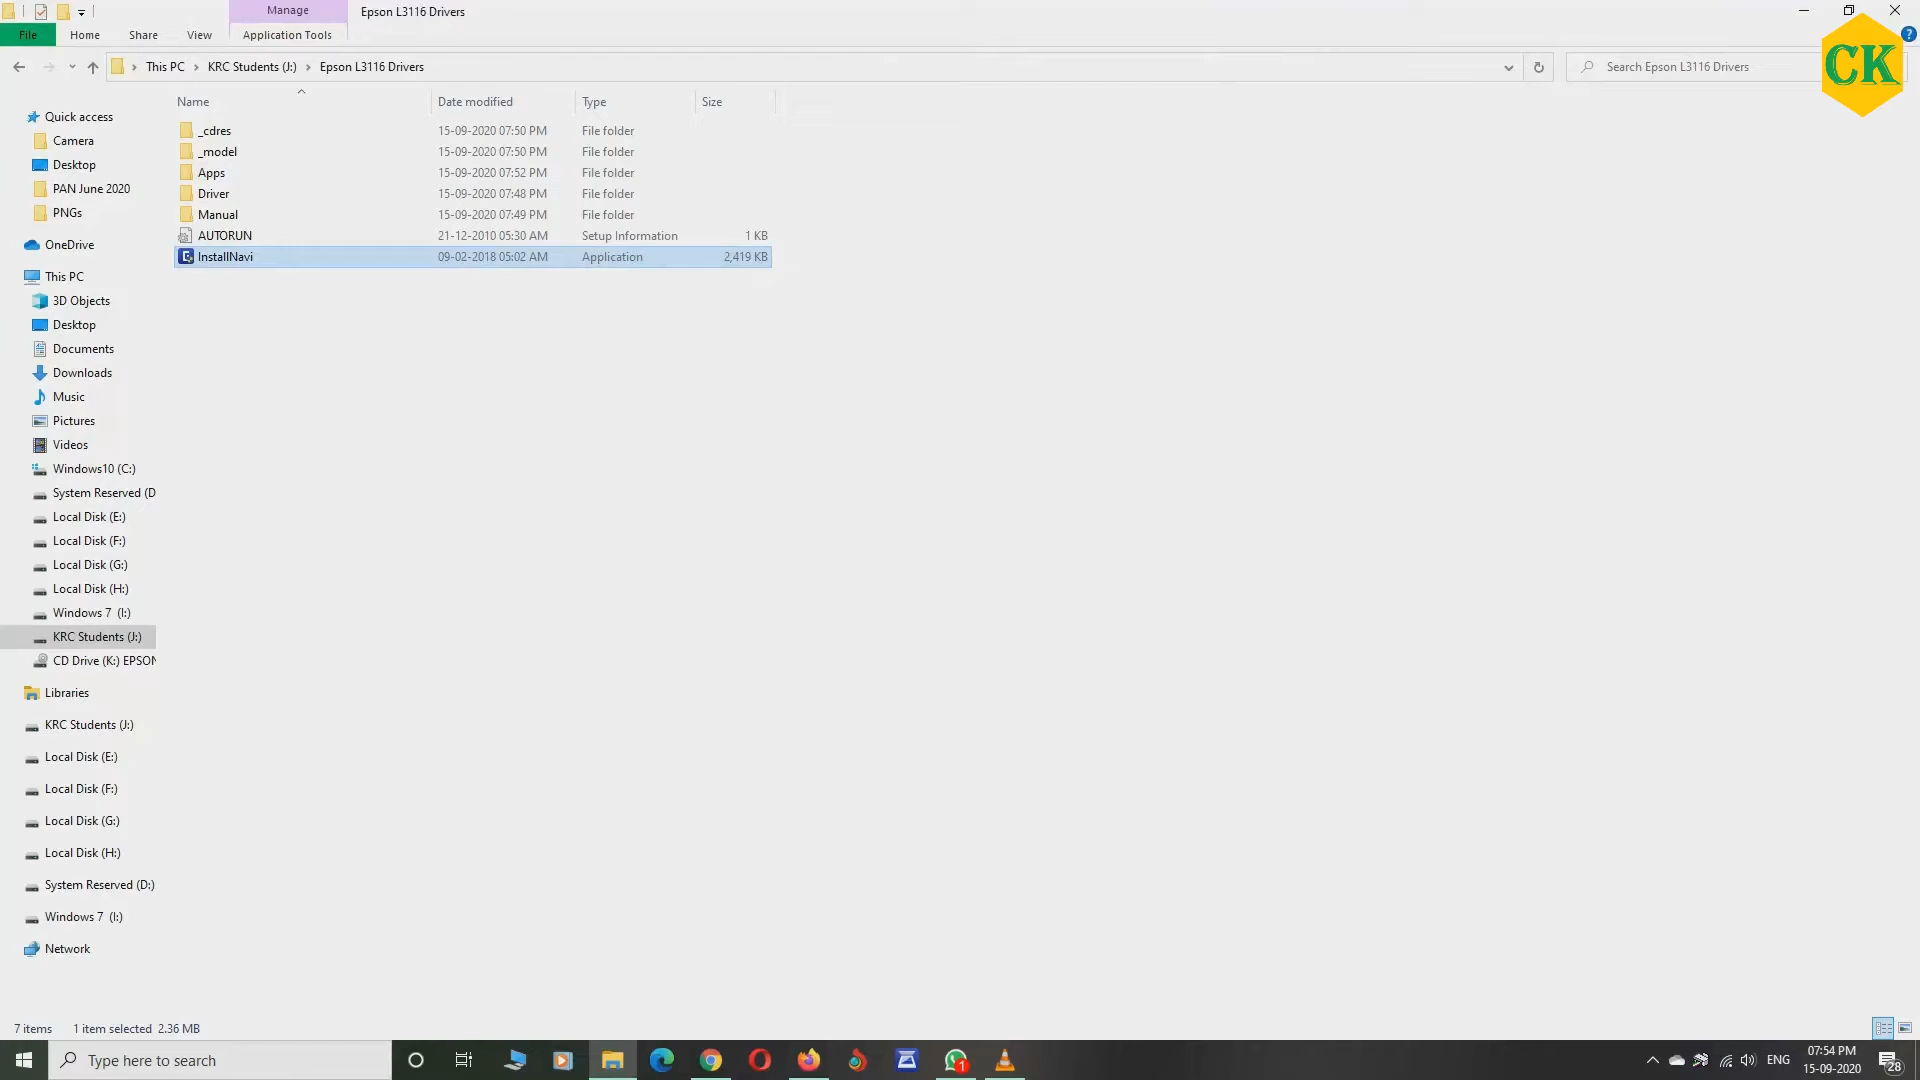 Manage
Epson L3116 Drivers
File
Home
Share
View
Application Tools
?
This PC
KRC Students (J:)
Epson L3116 Drivers
Search Epson L3116 Drivers
CK
Name
Date modified
Type
Size
_cdres 15-09-2020 07:50 PM File folder
_model 15-09-2020 07:50 PM File folder
Apps 15-09-2020 07:52 PM File folder
Driver 15-09-2020 07:48 PM File folder
Manual 15-09-2020 07:49 PM File folder
AUTORUN 21-12-2010 05:30 AM Setup Information 1 KB
InstallNavi 09-02-2018 05:02 AM Application 2,419 KB
Quick access
Camera
Desktop
PAN June 2020
PNGs
OneDrive
This PC
3D Objects
Desktop
Documents
Downloads
Music
Pictures
Videos
Windows10 (C:)
System Reserved (D
Local Disk (E:)
Local Disk (F:)
Local Disk (G:)
Local Disk (H:)
Windows 7 (I:)
KRC Students (J:)
CD Drive (K:) EPSON
Libraries
KRC Students (J:)
Local Disk (E:)
Local Disk (F:)
Local Disk (G:)
Local Disk (H:)
System Reserved (D:)
Windows 7 (I:)
Network
7 items 1 item selected 2.36 MB
Type here to search
1
ENG
07:54 PM
15-09-2020
28